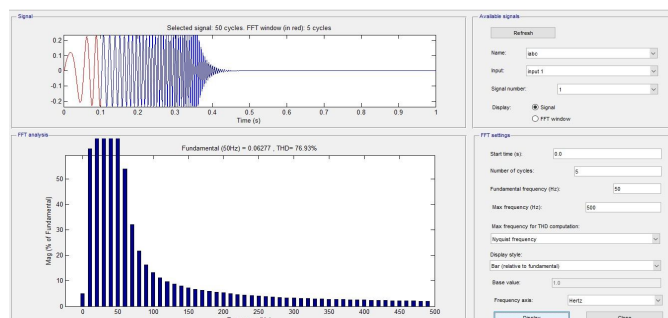 Signal
Selected signal: 50 cycles. FFT window (in red): 5 cycles
0.2
0.1
0
-0.1
-0.2
0 0.1 0.2 0.3 0.4 0.5 0.6 0.7 0.8 0.9 1
Time (s)
FFT analysis
Fundamental (50Hz) = 0.06277 , THD= 76.93%
Mag (% of Fundamental)
50
40
30
20
10
0
0 50 100 150 200 250 300 350 400 450 500
Available signals
Refresh
Name: iabc
Input: input 1
Signal number: 1
Display: Signal
FFT window
FFT settings
Start time (s): 0.0
Number of cycles: 5
Fundamental frequency (Hz): 50
Max frequency (Hz): 500
Max frequency for THD computation:
Nyquist frequency
Display style:
Bar (relative to fundamental)
Base value: 1.0
Frequency axis: Hertz
Display Close